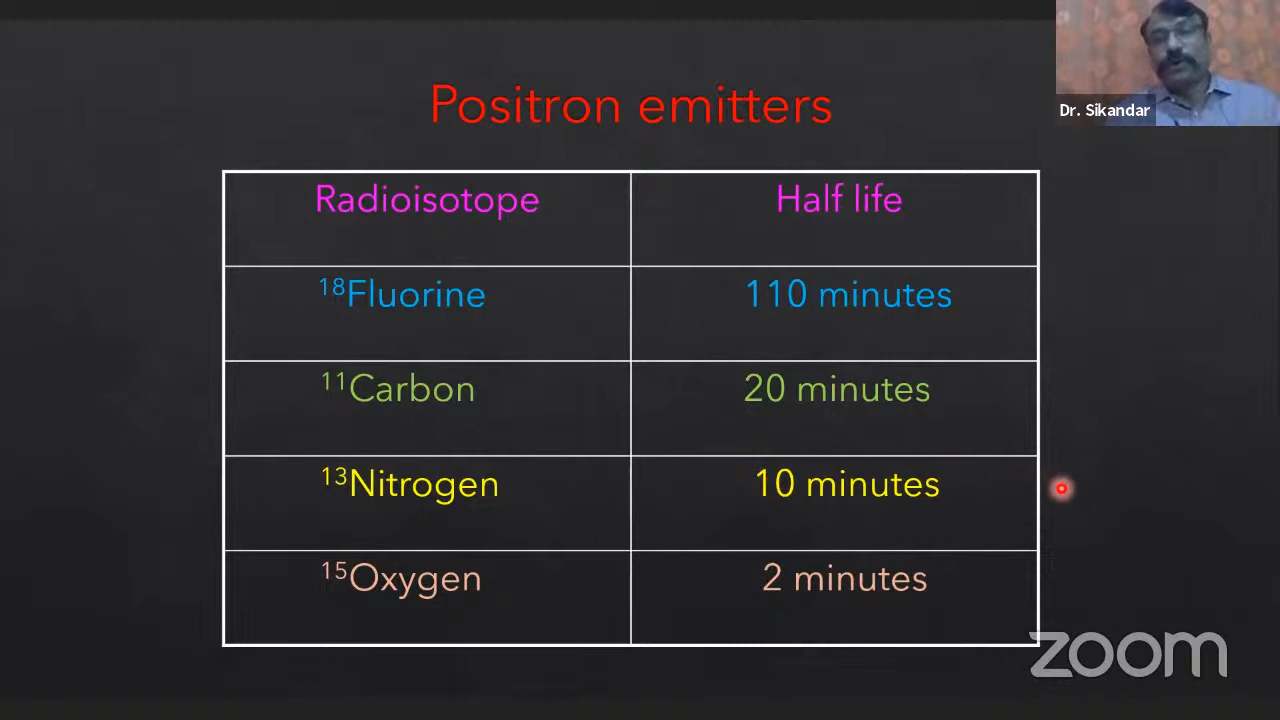 Positron emitters
Dr. Sikandar
Radioisotope Half life
¹⁸Fluorine 110 minutes
¹¹Carbon 20 minutes
¹³Nitrogen 10 minutes
¹⁵Oxygen 2 minutes
zoom